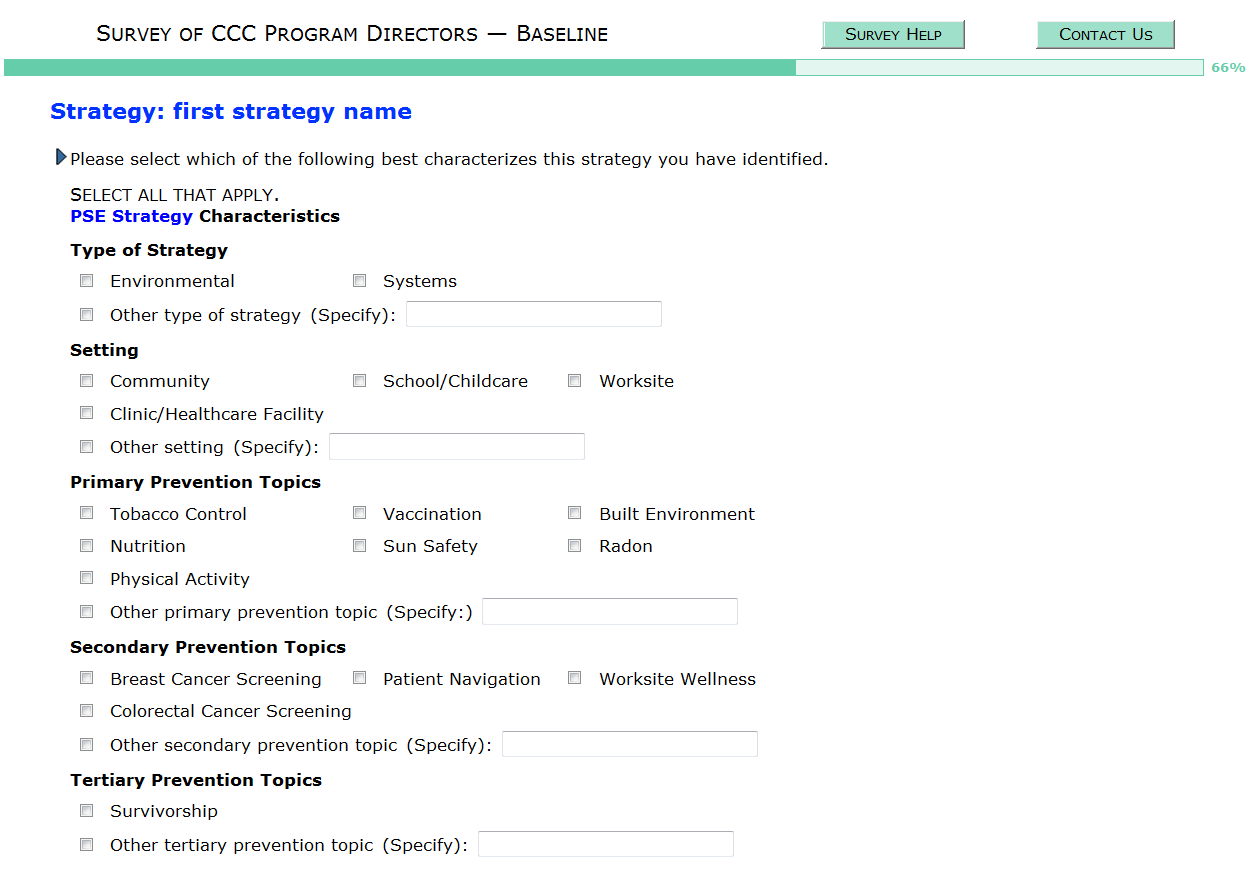 SURVEY OF CCC PROGRAM DIRECTORS — BASELINE
SURVEY HELP
CONTACT US
66%
Strategy: first strategy name
Please select which of the following best characterizes this strategy you have identified.
SELECT ALL THAT APPLY.
PSE Strategy Characteristics
Type of Strategy
Environmental Systems
Other type of strategy (Specify):
Setting
Community School/Childcare Worksite
Clinic/Healthcare Facility
Other setting (Specify):
Primary Prevention Topics
Tobacco Control Vaccination Built Environment
Nutrition Sun Safety Radon
Physical Activity
Other primary prevention topic (Specify:)
Secondary Prevention Topics
Breast Cancer Screening Patient Navigation Worksite Wellness
Colorectal Cancer Screening
Other secondary prevention topic (Specify):
Tertiary Prevention Topics
Survivorship
Other tertiary prevention topic (Specify):